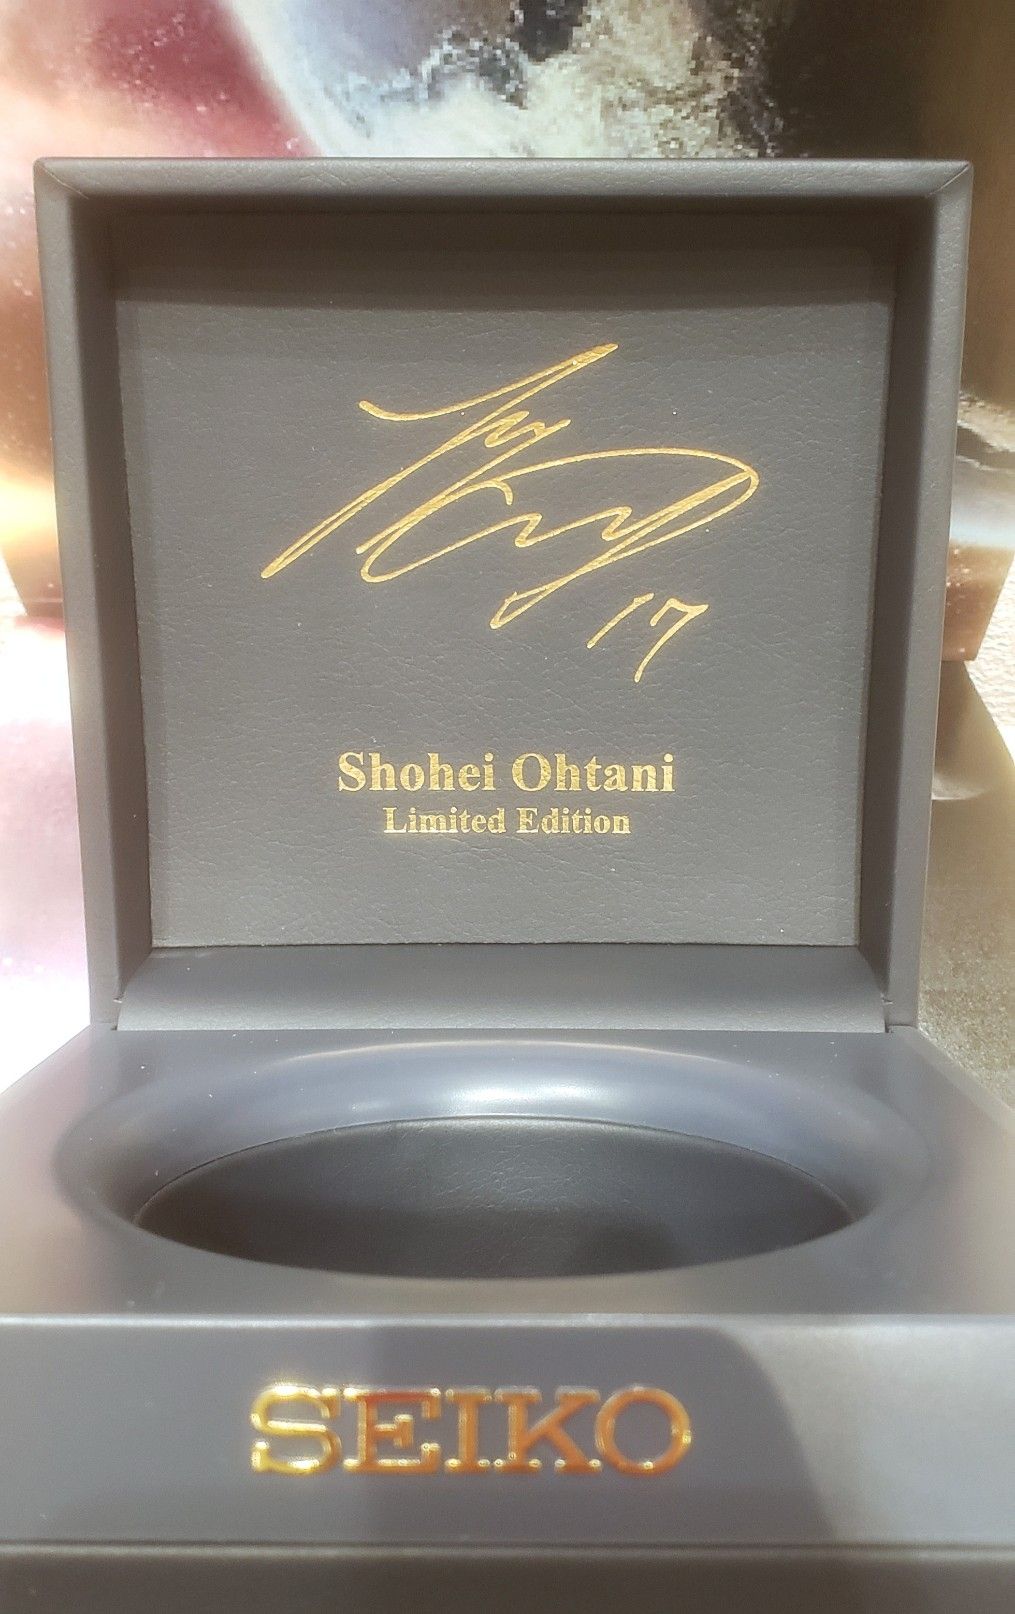 17
Shohei Ohtani
Limited Edition
SEIKO